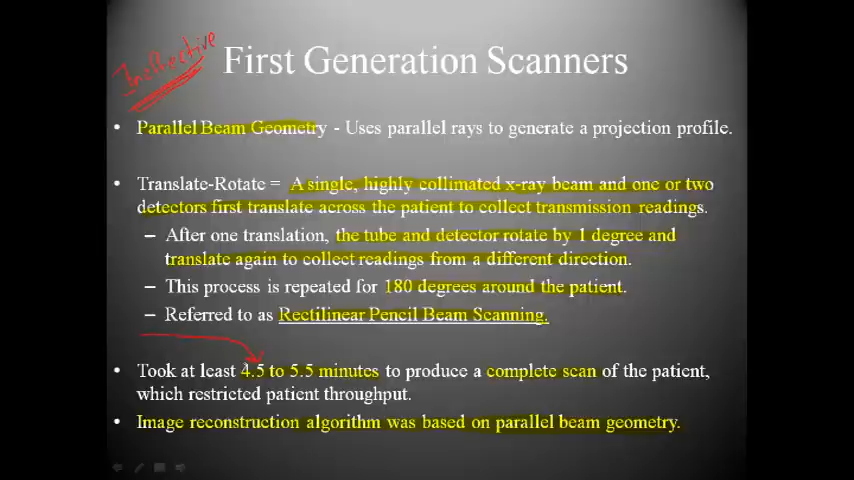 Ineffective
First Generation Scanners
• Parallel Beam Geometry - Uses parallel rays to generate a projection profile.
• Translate-Rotate = A single, highly collimated x-ray beam and one or two
detectors first translate across the patient to collect transmission readings.
– After one translation, the tube and detector rotate by 1 degree and
translate again to collect readings from a different direction.
– This process is repeated for 180 degrees around the patient.
– Referred to as Rectilinear Pencil Beam Scanning.
• Took at least 4.5 to 5.5 minutes to produce a complete scan of the patient,
which restricted patient throughput.
• Image reconstruction algorithm was based on parallel beam geometry.